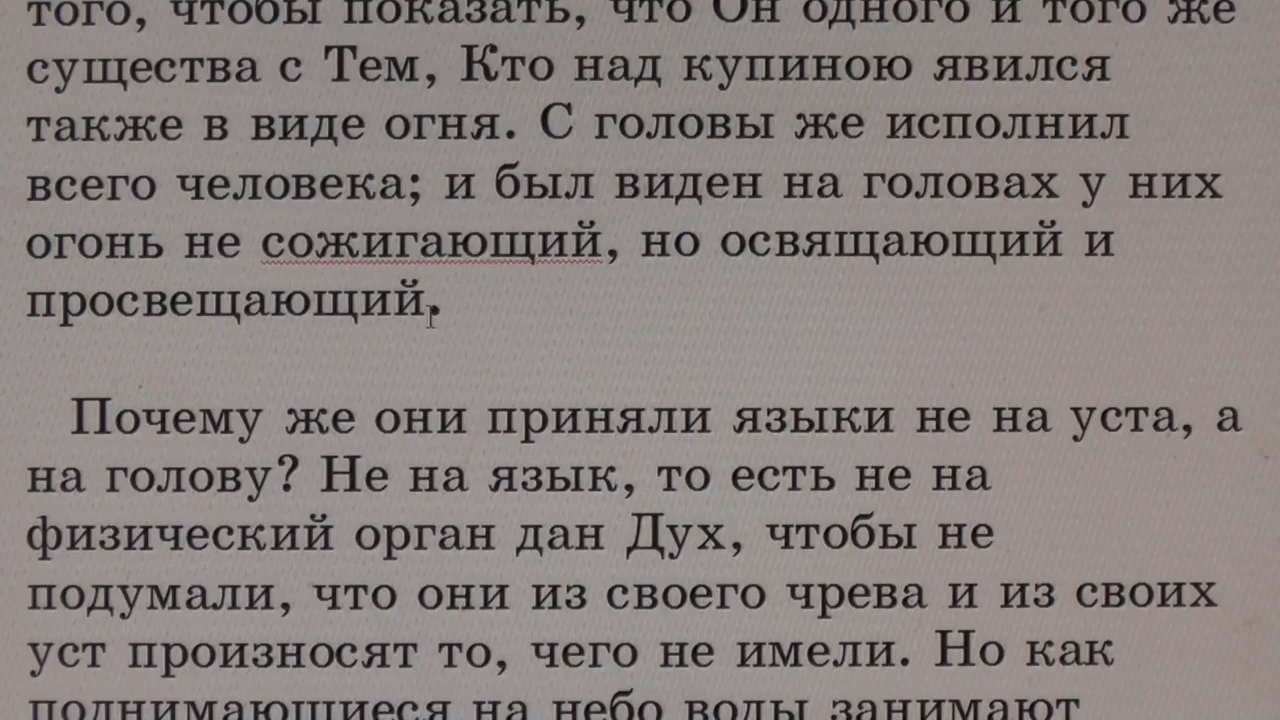 того, чтобы показать, что Он одного и того же
существа с Тем, Кто над купиною явился
также в виде огня. С головы же исполнил
всего человека; и был виден на головах у них
огонь не сожигающий, но освящающий и
просвещающий.
Почему же они приняли языки не на уста, а
на голову? Не на язык, то есть не на
физический орган дан Дух, чтобы не
подумали, что они из своего чрева и из своих
уст произносят то, чего не имели. Но как
поднимающиеся на небо воды занимают